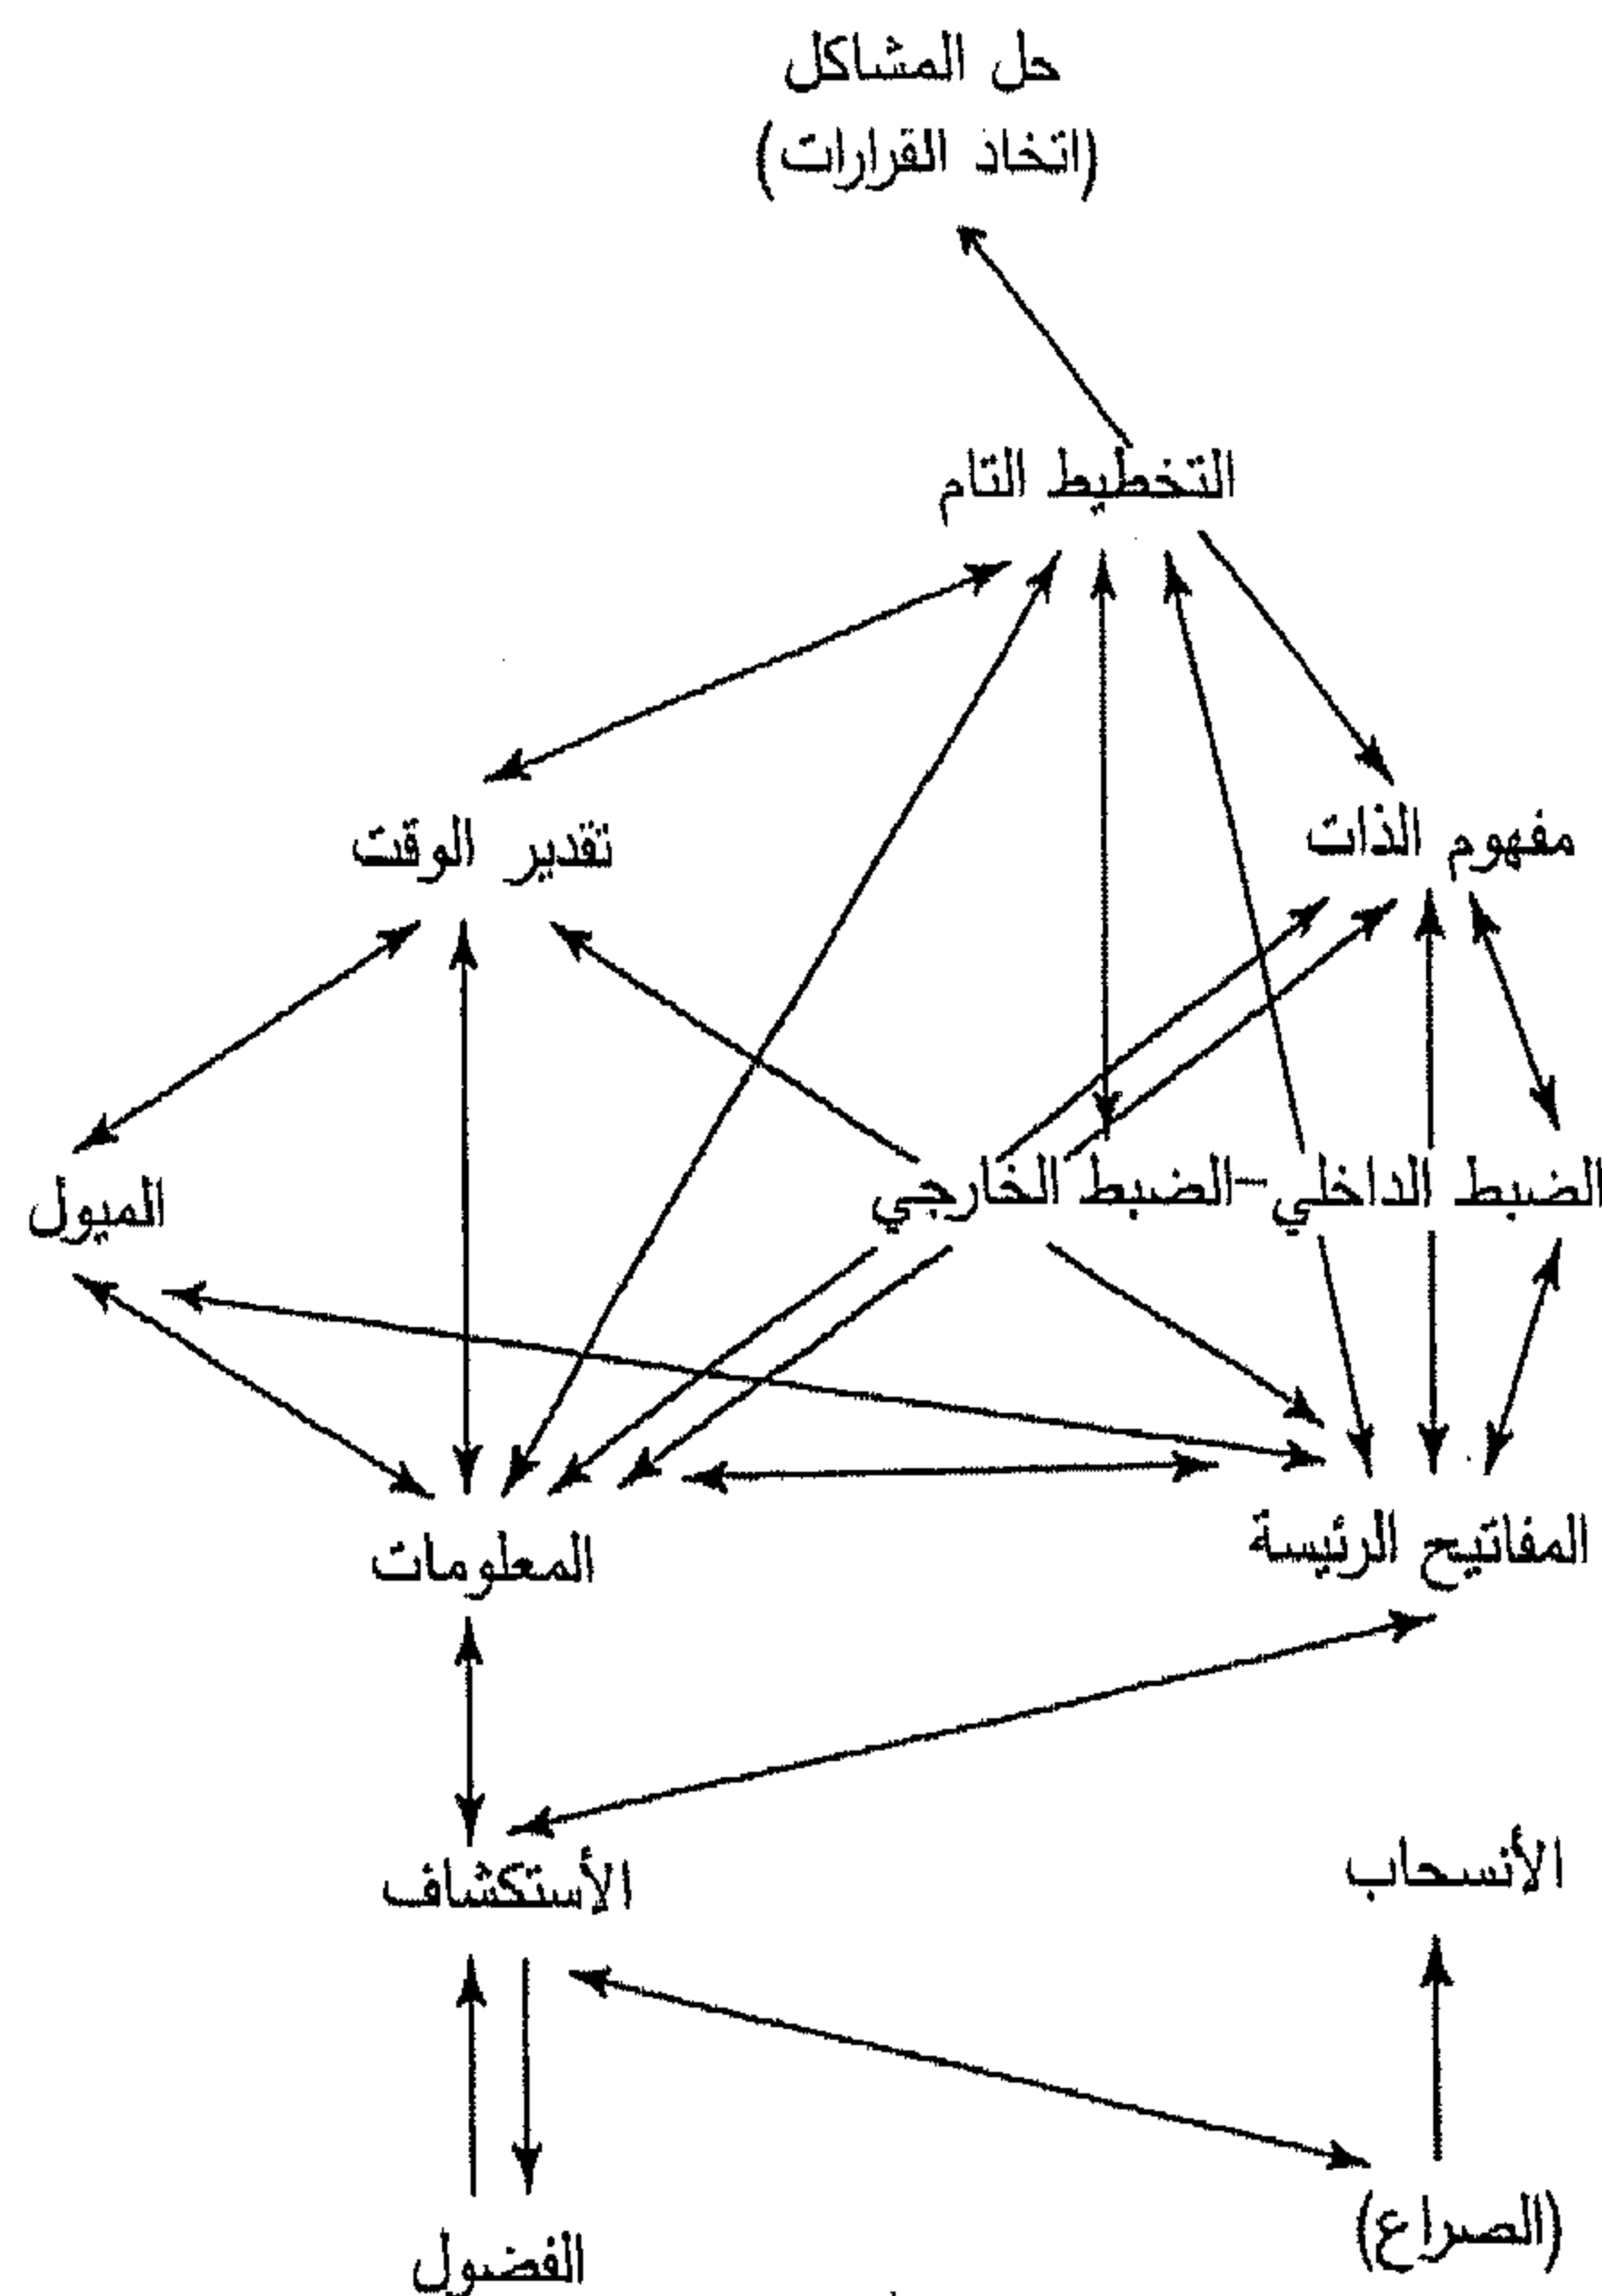 حل المشاكل
(اتخاذ القرارات)
التخطيط التام
مفهوم الذات
تقدير الوقت
الضبط الداخلي-الضبط الخارجي
الميول
المفاتيح الرئيسة
المعلومات
الأنسحاب
الأستكشاف
(الصراع)
الفضول